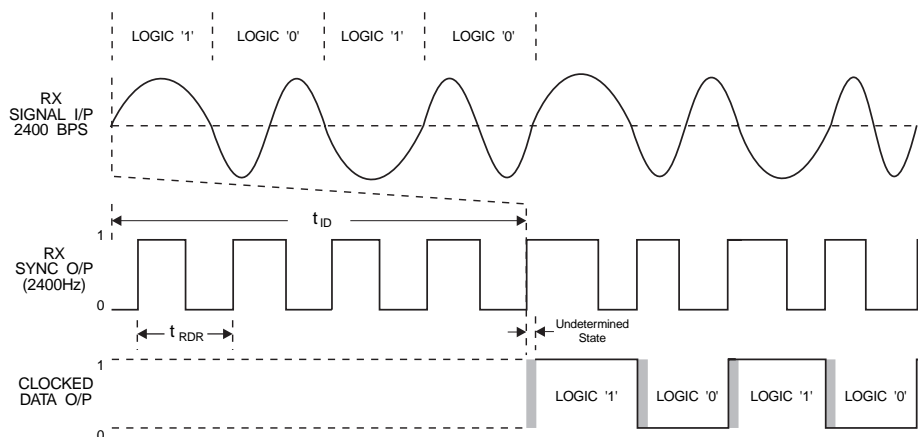 LOGIC '1' LOGIC '0' LOGIC '1' LOGIC '0'
RX
SIGNAL I/P
2400 BPS
t ID
1
RX
SYNC O/P
(2400Hz)
0
t RDR
Undetermined
State
1
CLOCKED
DATA O/P
LOGIC '1' LOGIC '0' LOGIC '1' LOGIC '0'
0